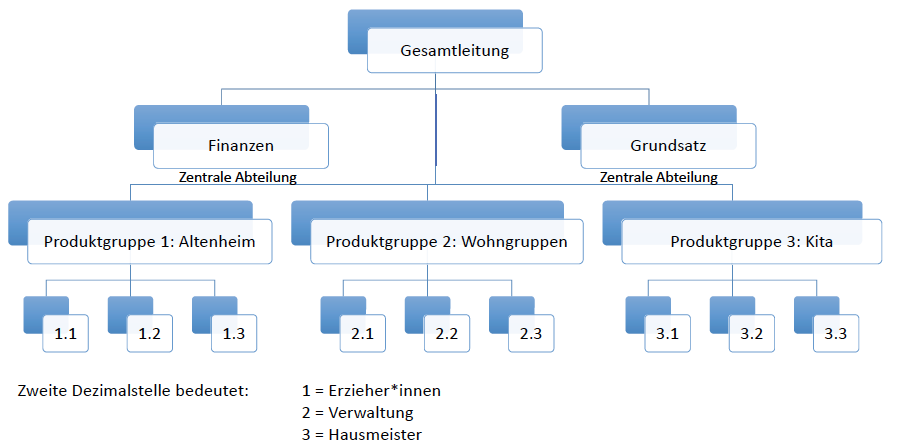 Gesamtleitung
Finanzen
Grundsatz
Zentrale Abteilung
Zentrale Abteilung
Produktgruppe 1: Altenheim
Produktgruppe 2: Wohngruppen
Produktgruppe 3: Kita
1.1
1.2
1.3
2.1
2.2
2.3
3.1
3.2
3.3
Zweite Dezimalstelle bedeutet:
1 = Erzieher*innen
2 = Verwaltung
3 = Hausmeister